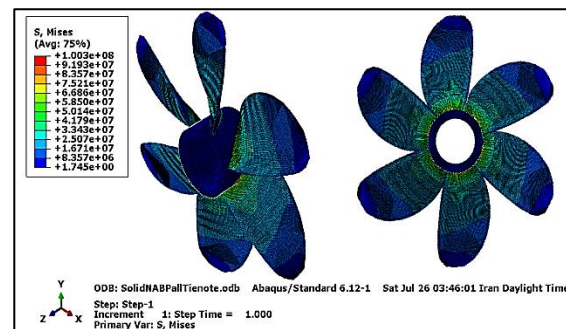 S, Mises
(Avg: 75%)
+1.003e+08
+9.193e+07
+8.357e+07
+7.521e+07
+6.686e+07
+5.850e+07
+5.014e+07
+4.179e+07
+3.343e+07
+2.507e+07
+1.671e+07
+8.357e+06
+1.745e+00
Y
Z X
ODB: SolidNABPallTienote.odb Abaqus/Standard 6.12-1 Sat Jul 26 03:46:01 Iran Daylight Time
Step: Step-1
Increment 1: Step Time = 1.000
Primary Var: S, Mises